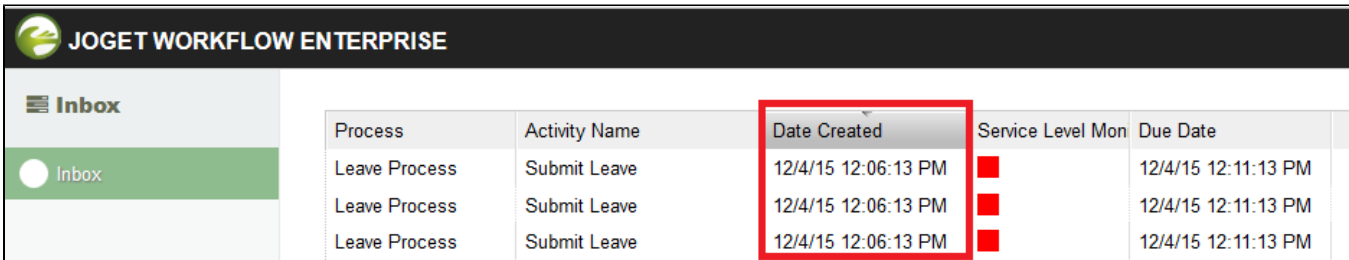 JOGET WORKFLOW ENTERPRISE
Inbox
Inbox
Process Activity Name Date Created Service Level Moni Due Date
Leave Process Submit Leave 12/4/15 12:06:13 PM 12/4/15 12:11:13 PM
Leave Process Submit Leave 12/4/15 12:06:13 PM 12/4/15 12:11:13 PM
Leave Process Submit Leave 12/4/15 12:06:13 PM 12/4/15 12:11:13 PM